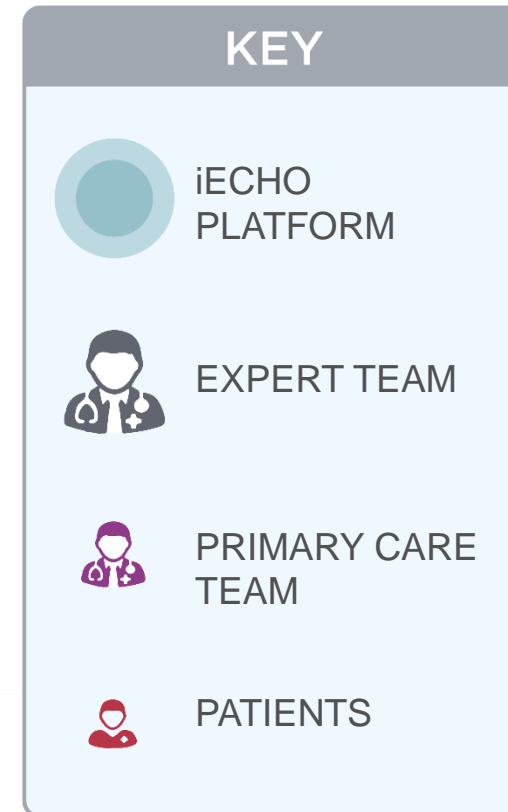 KEY
iECHO
PLATFORM
EXPERT TEAM
PRIMARY CARE
TEAM
PATIENTS